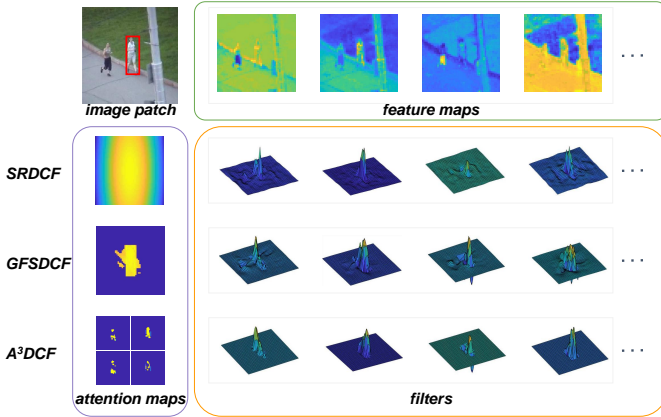 image patch
feature maps
. . .
SRDCF
. . .
GFSDCF
. . .
A³DCF
. . .
attention maps
filters